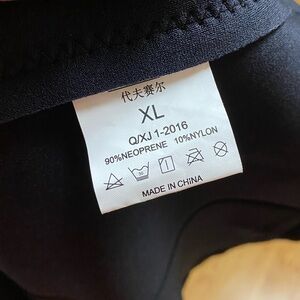 代夫赛尔
XL
Q/XJ 1-2016
90%NEOPRENE 10%NYLON
MADE IN CHINA